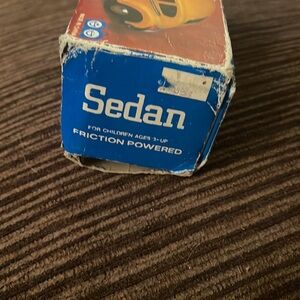 Sedan
FOR CHILDREN AGES 3-UP
FRICTION POWERED